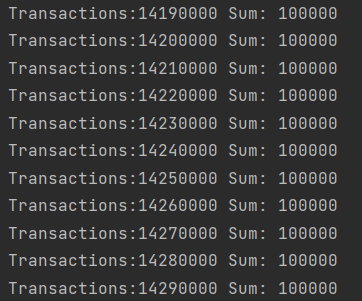 Transactions:14190000 Sum: 100000
Transactions:14200000 Sum: 100000
Transactions:14210000 Sum: 100000
Transactions:14220000 Sum: 100000
Transactions:14230000 Sum: 100000
Transactions:14240000 Sum: 100000
Transactions:14250000 Sum: 100000
Transactions:14260000 Sum: 100000
Transactions:14270000 Sum: 100000
Transactions:14280000 Sum: 100000
Transactions:14290000 Sum: 100000